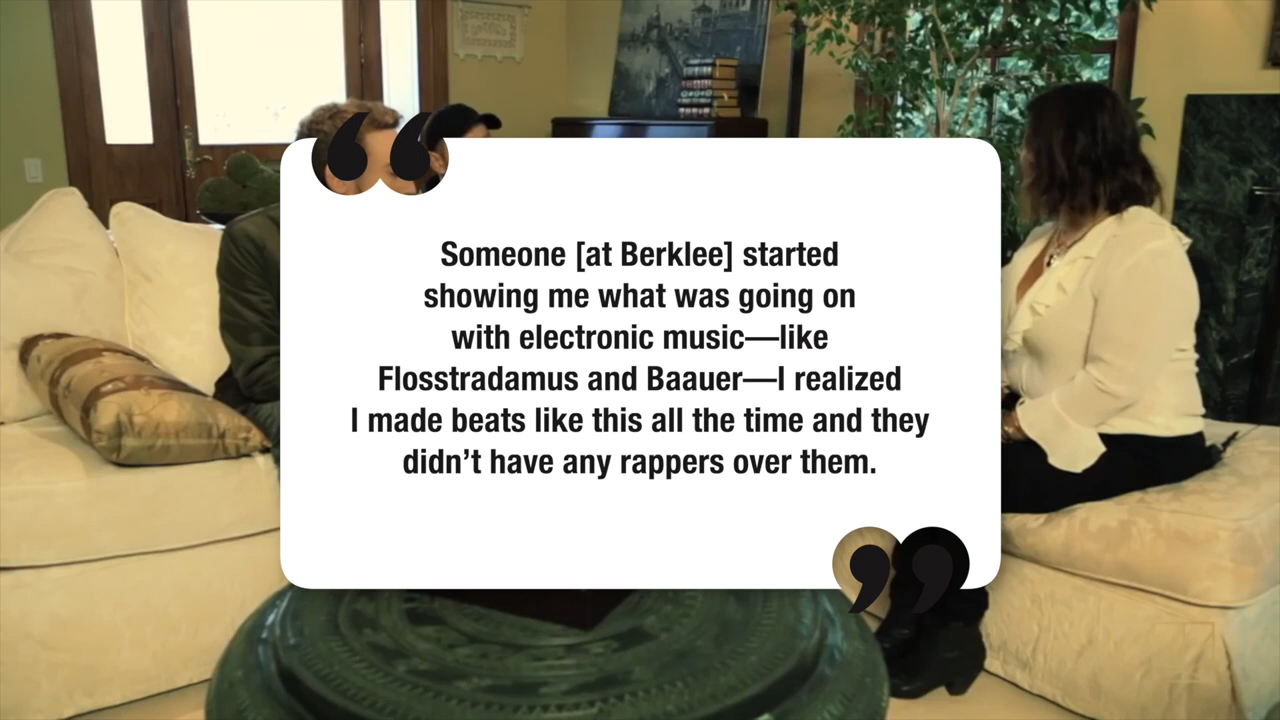 “
Someone [at Berklee] started
showing me what was going on
with electronic music—like
Flosstradamus and Baauer—I realized
I made beats like this all the time and they
didn’t have any rappers over them.
”